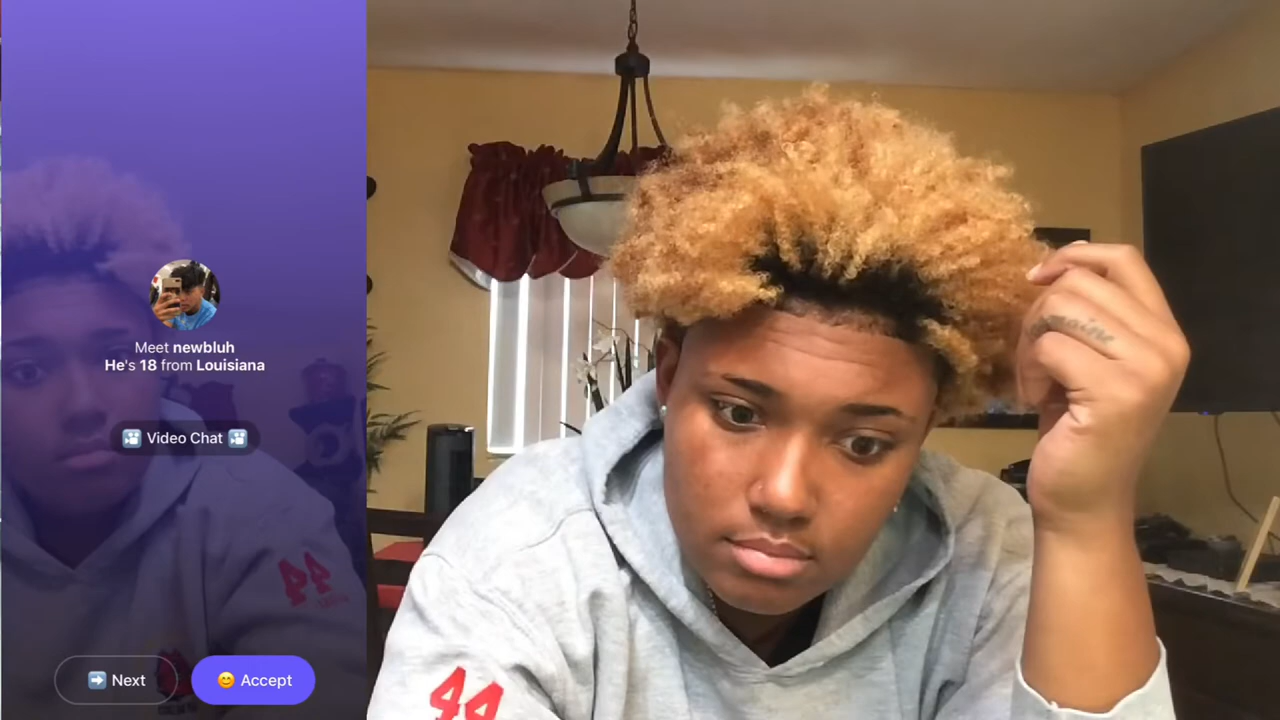 Meet newbluh
He's 18 from Louisiana
🎦 Video Chat 🎦
➡️ Next
😊 Accept
44
44